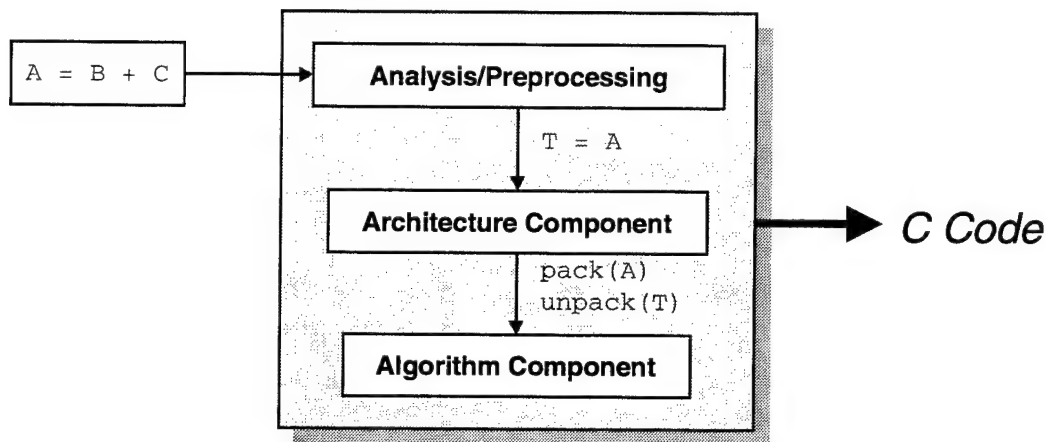 A = B + C
Analysis/Preprocessing
T = A
Architecture Component
C Code
pack(A)
unpack(T)
Algorithm Component